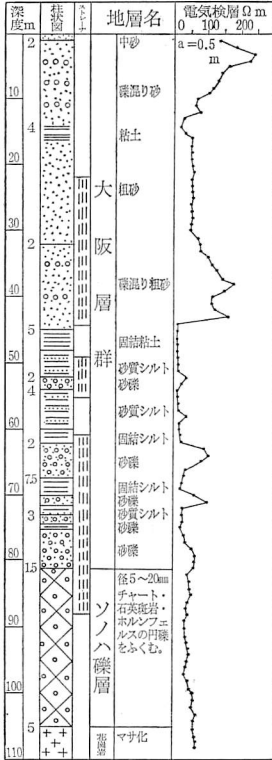 深度m
柱状図
ストレーナ
地層名
電気検層Ωm
0 100 200
a=0.5
m
2
中砂
礫混り砂
10
4
粘土
20
粗砂
30
2
大阪層群
礫混り粗砂
40
5
固結粘土
50
砂質シルト
2
砂礫
4
砂質シルト
60
固結シルト
2
砂礫
7.5
固結シルト
70
砂礫
砂質シルト
3
砂礫
砂礫
80
15
径5〜20㎜
チャート・
石英斑岩・
ホルンフェ
ルスの円礫
をふくむ。
90
ソノハ礫層
100
5
花崗岩
マサ化
110